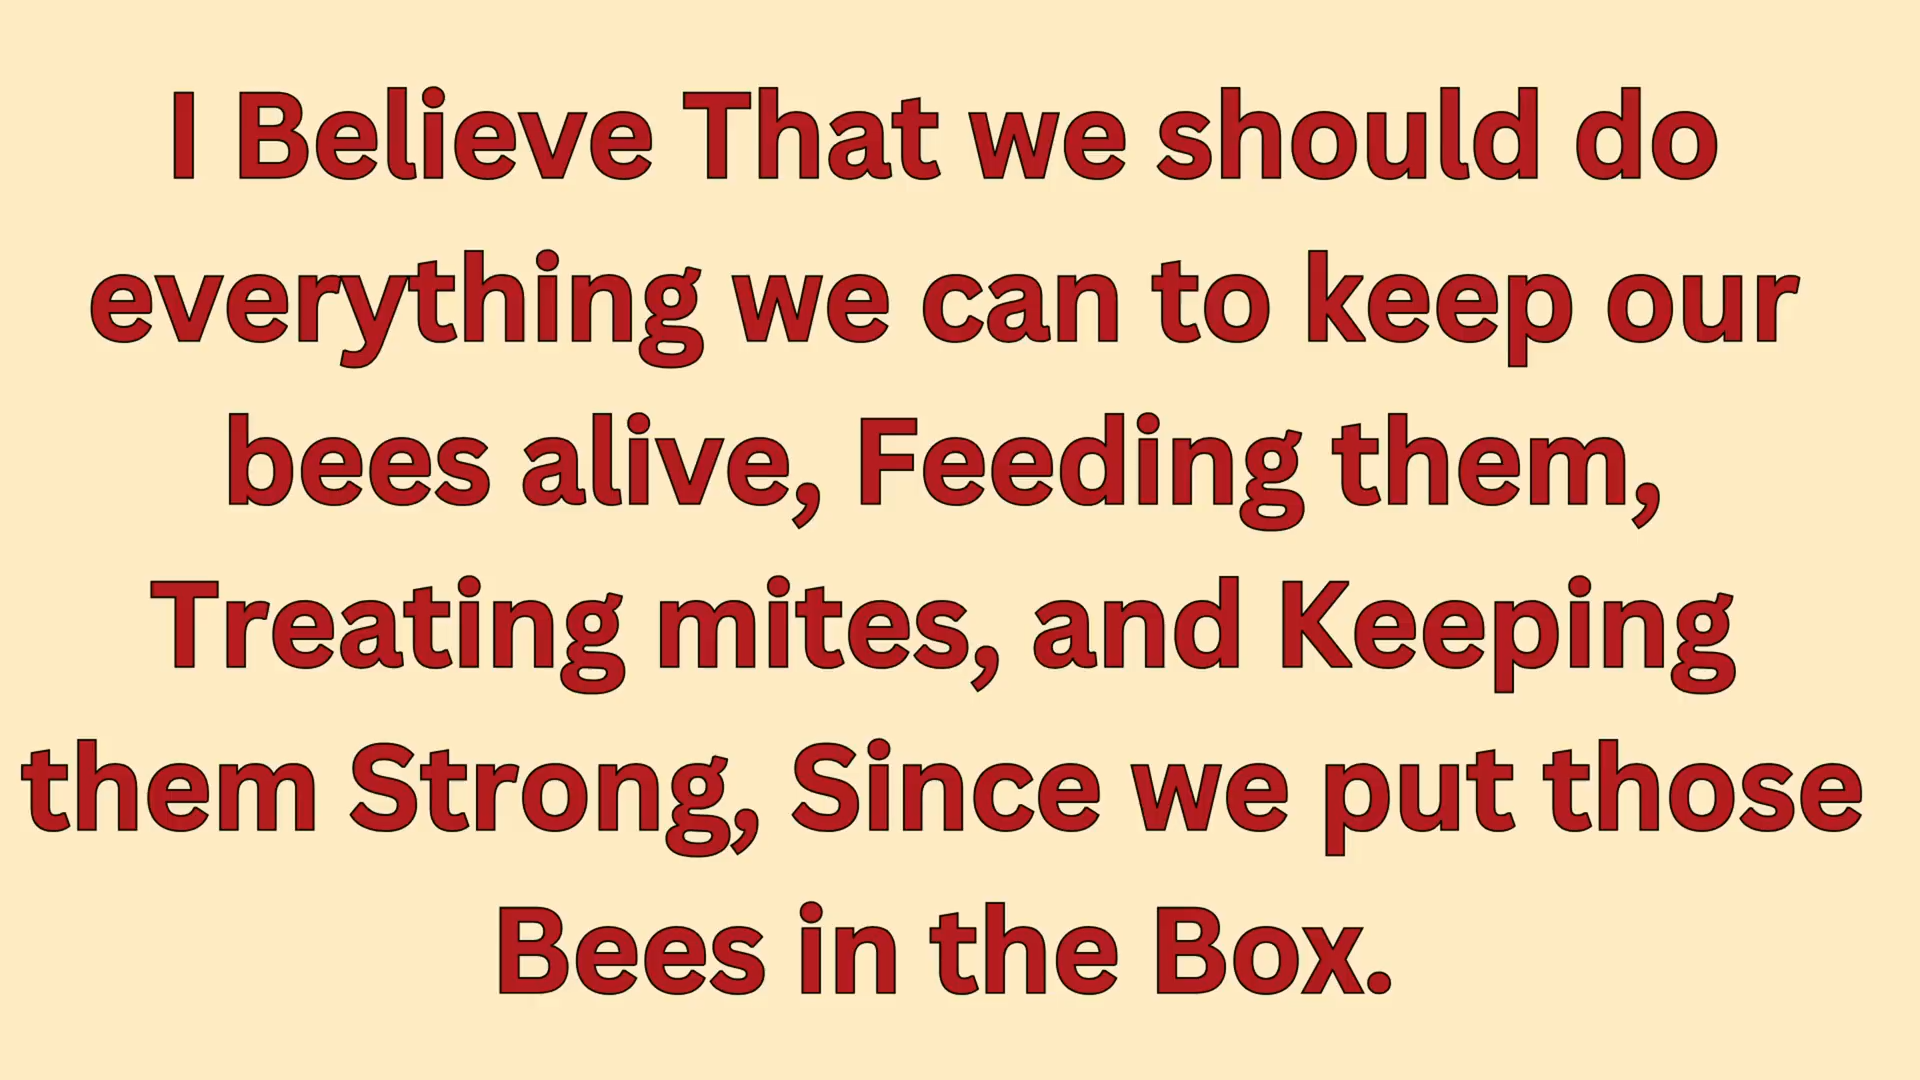 I Believe That we should do
everything we can to keep our
bees alive, Feeding them,
Treating mites, and Keeping
them Strong, Since we put those
Bees in the Box.